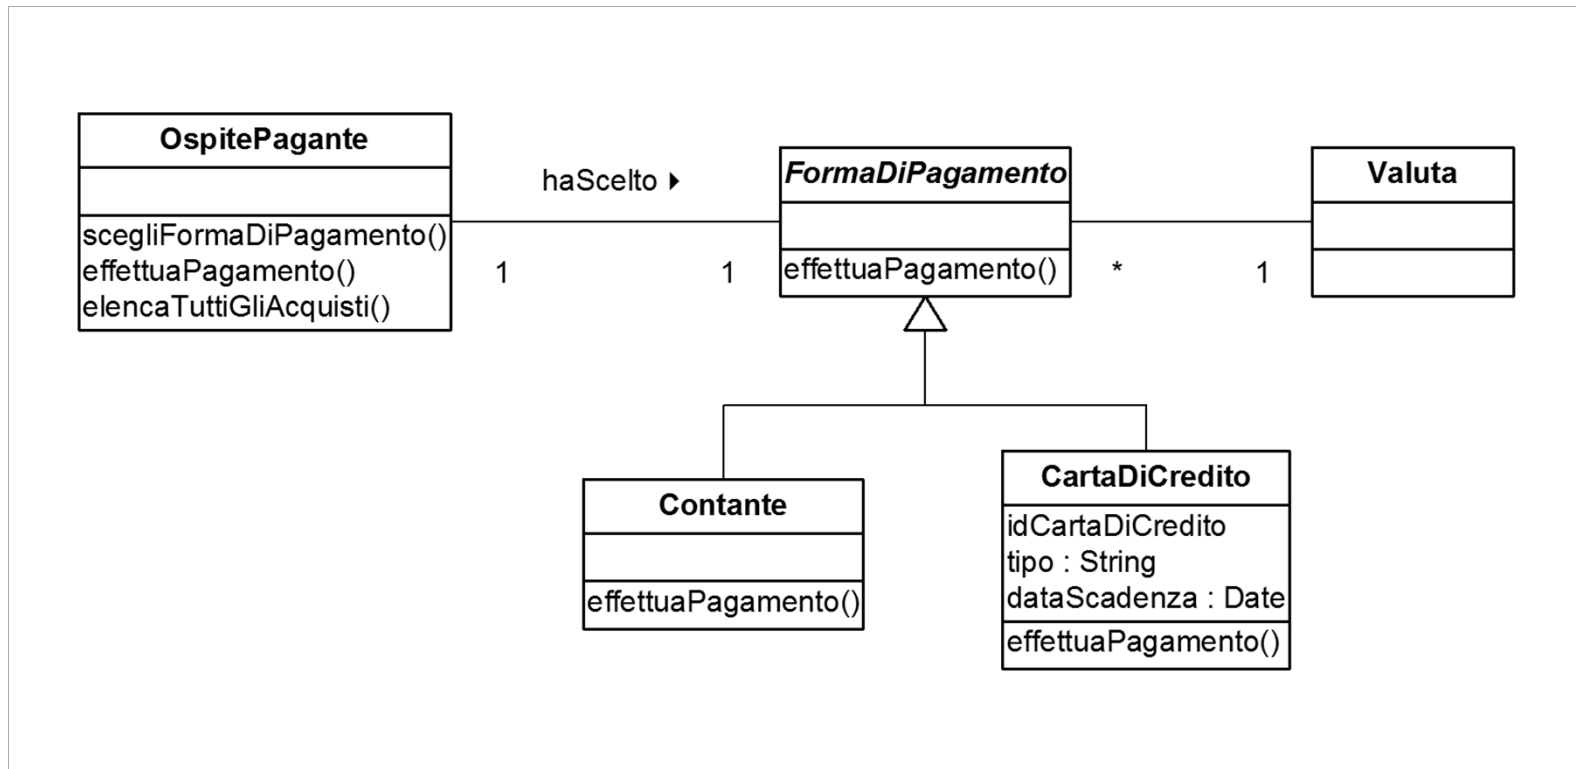 OspitePagante
scegliFormaDiPagamento()
effettuaPagamento()
elencaTuttiGliAcquisti()
haScelto
1
1
FormaDiPagamento
effettuaPagamento()
*
1
Valuta
Contante
effettuaPagamento()
CartaDiCredito
idCartaDiCredito
tipo : String
dataScadenza : Date
effettuaPagamento()